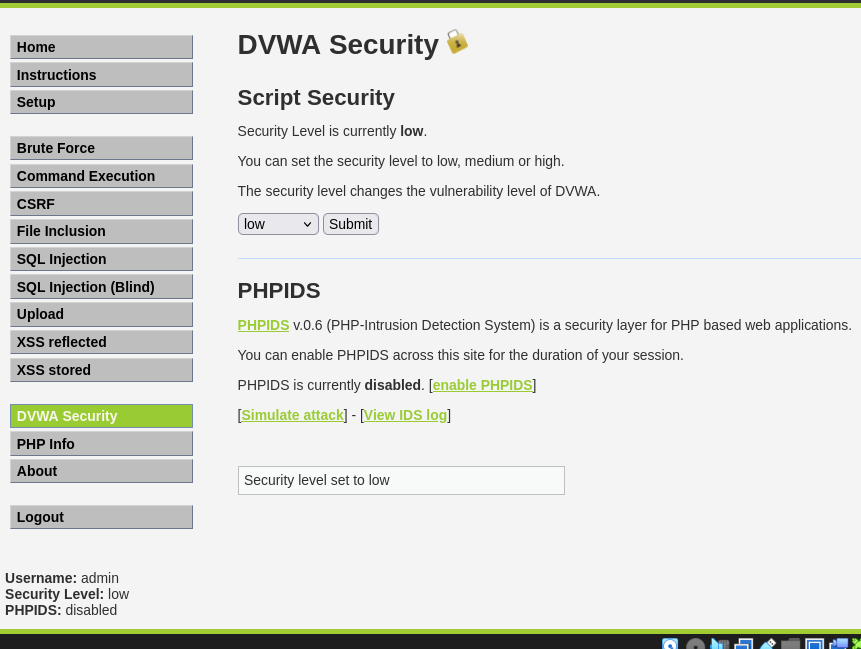 Home
Instructions
Setup
Brute Force
Command Execution
CSRF
File Inclusion
SQL Injection
SQL Injection (Blind)
Upload
XSS reflected
XSS stored
DVWA Security
PHP Info
About
Logout
Username: admin
Security Level: low
PHPIDS: disabled
DVWA Security
Script Security
Security Level is currently low.
You can set the security level to low, medium or high.
The security level changes the vulnerability level of DVWA.
low Submit
PHPIDS
PHPIDS v.0.6 (PHP-Intrusion Detection System) is a security layer for PHP based web applications.
You can enable PHPIDS across this site for the duration of your session.
PHPIDS is currently disabled. [enable PHPIDS]
[Simulate attack] - [View IDS log]
Security level set to low